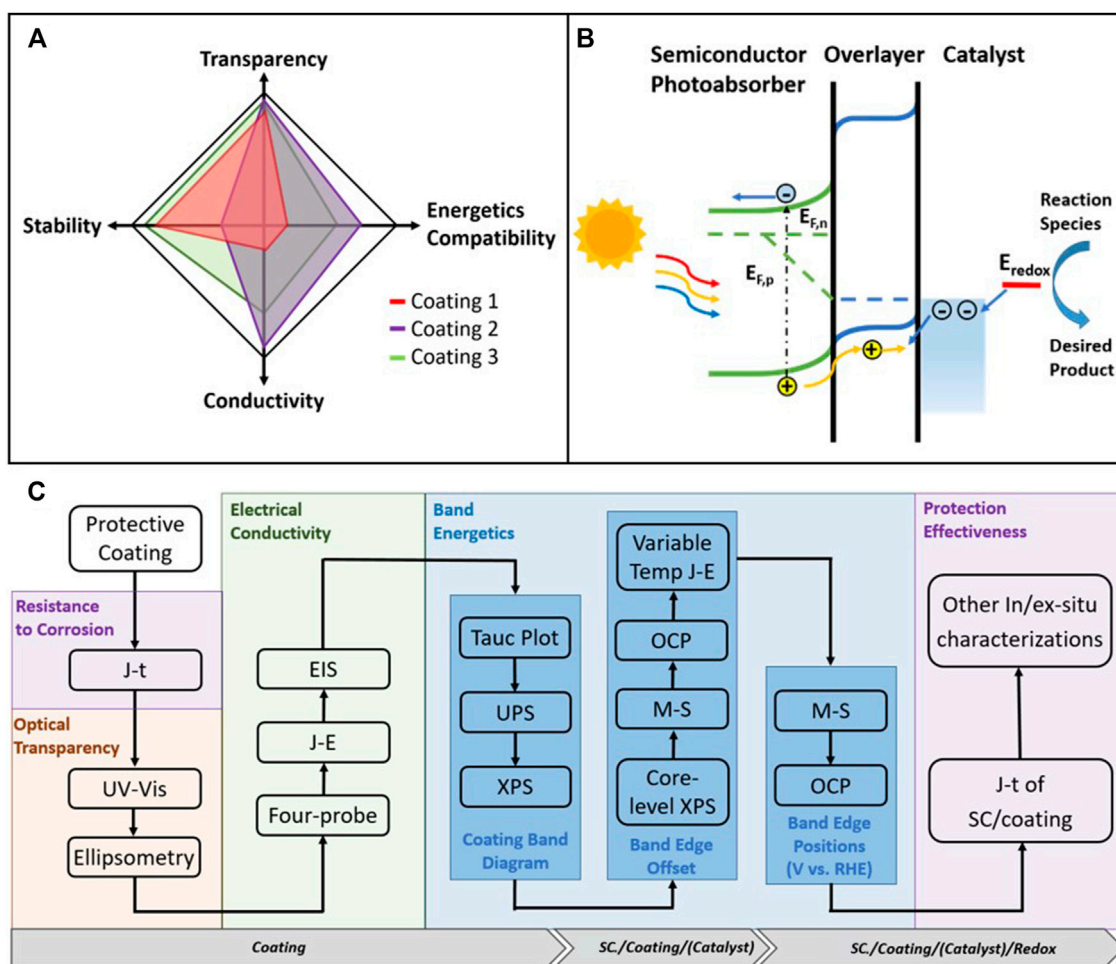 A
Transparency
Stability
Energetics
Compatibility
Coating 1
Coating 2
Coating 3
Conductivity
B
Semiconductor
Photoabsorber
Overlayer
Catalyst
-
E_F,n
E_F,p
+
+
- -
E_redox
Reaction
Species
Desired
Product
C
Protective
Coating
Resistance
to Corrosion
J-t
Optical
Transparency
UV-Vis
Ellipsometry
Electrical
Conductivity
EIS
J-E
Four-probe
Band
Energetics
Tauc Plot
UPS
XPS
Coating Band
Diagram
Variable
Temp J-E
OCP
M-S
Core-
level XPS
Band Edge
Offset
M-S
OCP
Band Edge
Positions
(V vs. RHE)
Protection
Effectiveness
Other In/ex-situ
characterizations
J-t of
SC/coating
Coating
SC./Coating/(Catalyst)
SC./Coating/(Catalyst)/Redox